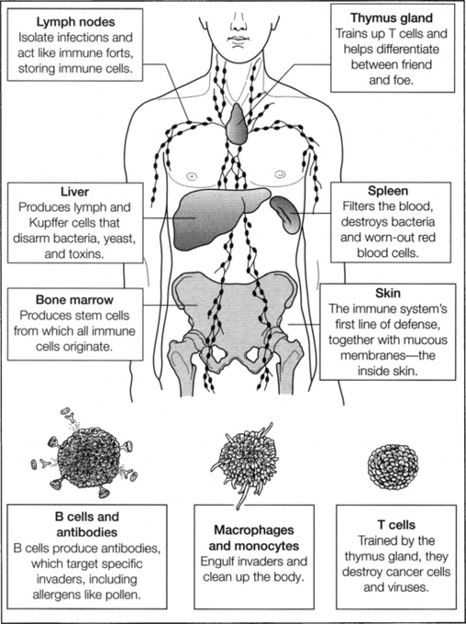 Lymph nodes
Isolate infections and
act like immune forts,
storing immune cells.
Thymus gland
Trains up T cells and
helps differentiate
between friend
and foe.
Liver
Produces lymph and
Kupffer cells that
disarm bacteria, yeast,
and toxins.
Spleen
Filters the blood,
destroys bacteria
and worn-out red
blood cells.
Bone marrow
Produces stem cells
from which all immune
cells originate.
Skin
The immune system's
first line of defense,
together with mucous
membranes—the
inside skin.
B cells and
antibodies
B cells produce antibodies,
which target specific
invaders, including
allergens like pollen.
Macrophages
and monocytes
Engulf invaders and
clean up the body.
T cells
Trained by the
thymus gland, they
destroy cancer cells
and viruses.